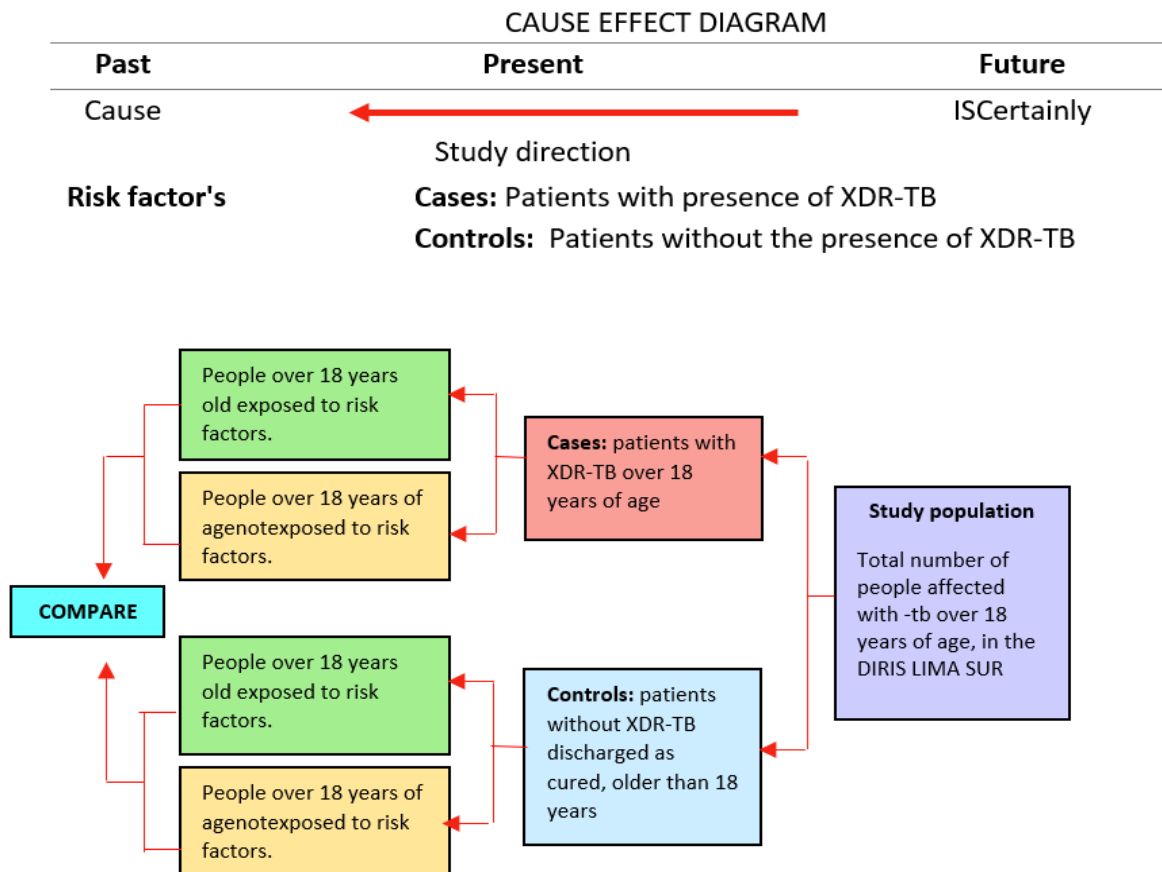 CAUSE EFFECT DIAGRAM
Past Present Future
Cause ISCertainly
Study direction
Risk factor's Cases: Patients with presence of XDR-TB
Controls: Patients without the presence of XDR-TB
People over 18 years
old exposed to risk
factors.
People over 18 years of
agenotexposed to risk
factors.
Cases: patients with
XDR-TB over 18
years of age
Study population
Total number of
people affected
with -tb over 18
years of age, in the
DIRIS LIMA SUR
COMPARE
People over 18 years
old exposed to risk
factors.
People over 18 years of
agenotexposed to risk
factors.
Controls: patients
without XDR-TB
discharged as
cured, older than 18
years